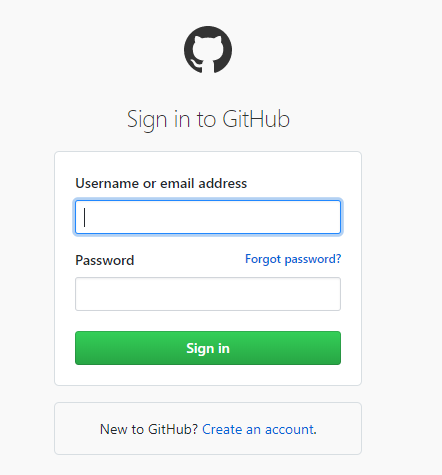 Sign in to GitHub
Username or email address
Password Forgot password?
Sign in
New to GitHub? Create an account.